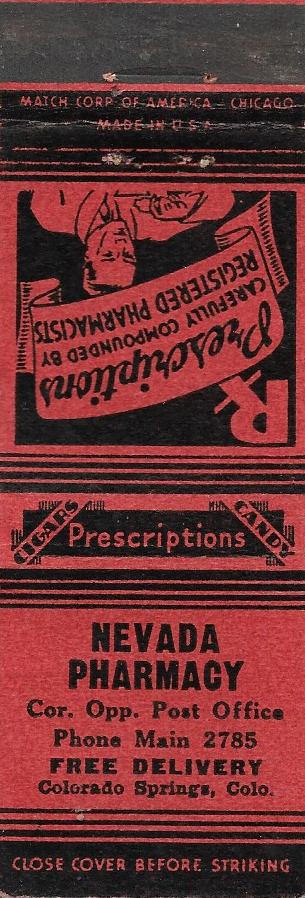 MATCH CORP. OF AMERICA - CHICAGO
MADE IN U.S.A.
Rx
Prescriptions
CAREFULLY COMPOUNDED BY
REGISTERED PHARMACISTS
CIGARS
Prescriptions
CANDY
NEVADA
PHARMACY
Cor. Opp. Post Office
Phone Main 2785
FREE DELIVERY
Colorado Springs, Colo.
CLOSE COVER BEFORE STRIKING